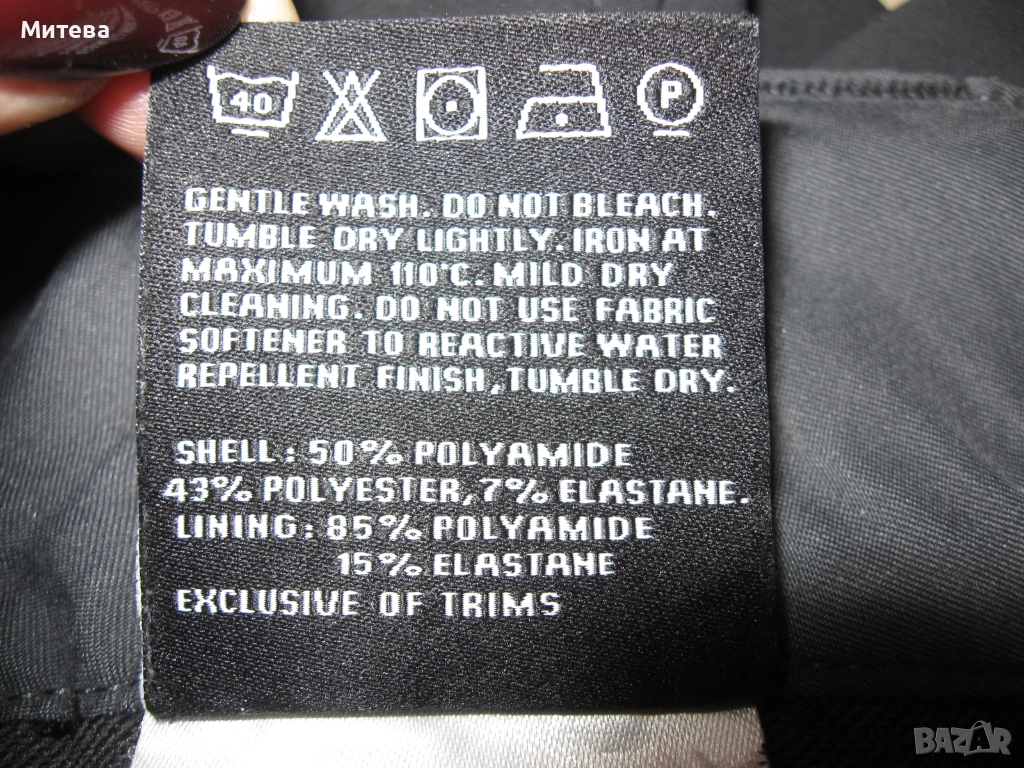 Митева
40
P
GENTLE WASH. DO NOT BLEACH.
TUMBLE DRY LIGHTLY. IRON AT
MAXIMUM 110°C. MILD DRY
CLEANING. DO NOT USE FABRIC
SOFTENER TO REACTIVE WATER
REPELLENT FINISH, TUMBLE DRY.
SHELL: 50% POLYAMIDE
43% POLYESTER, 7% ELASTANE.
LINING: 85% POLYAMIDE
15% ELASTANE
EXCLUSIVE OF TRIMS
BAZAR